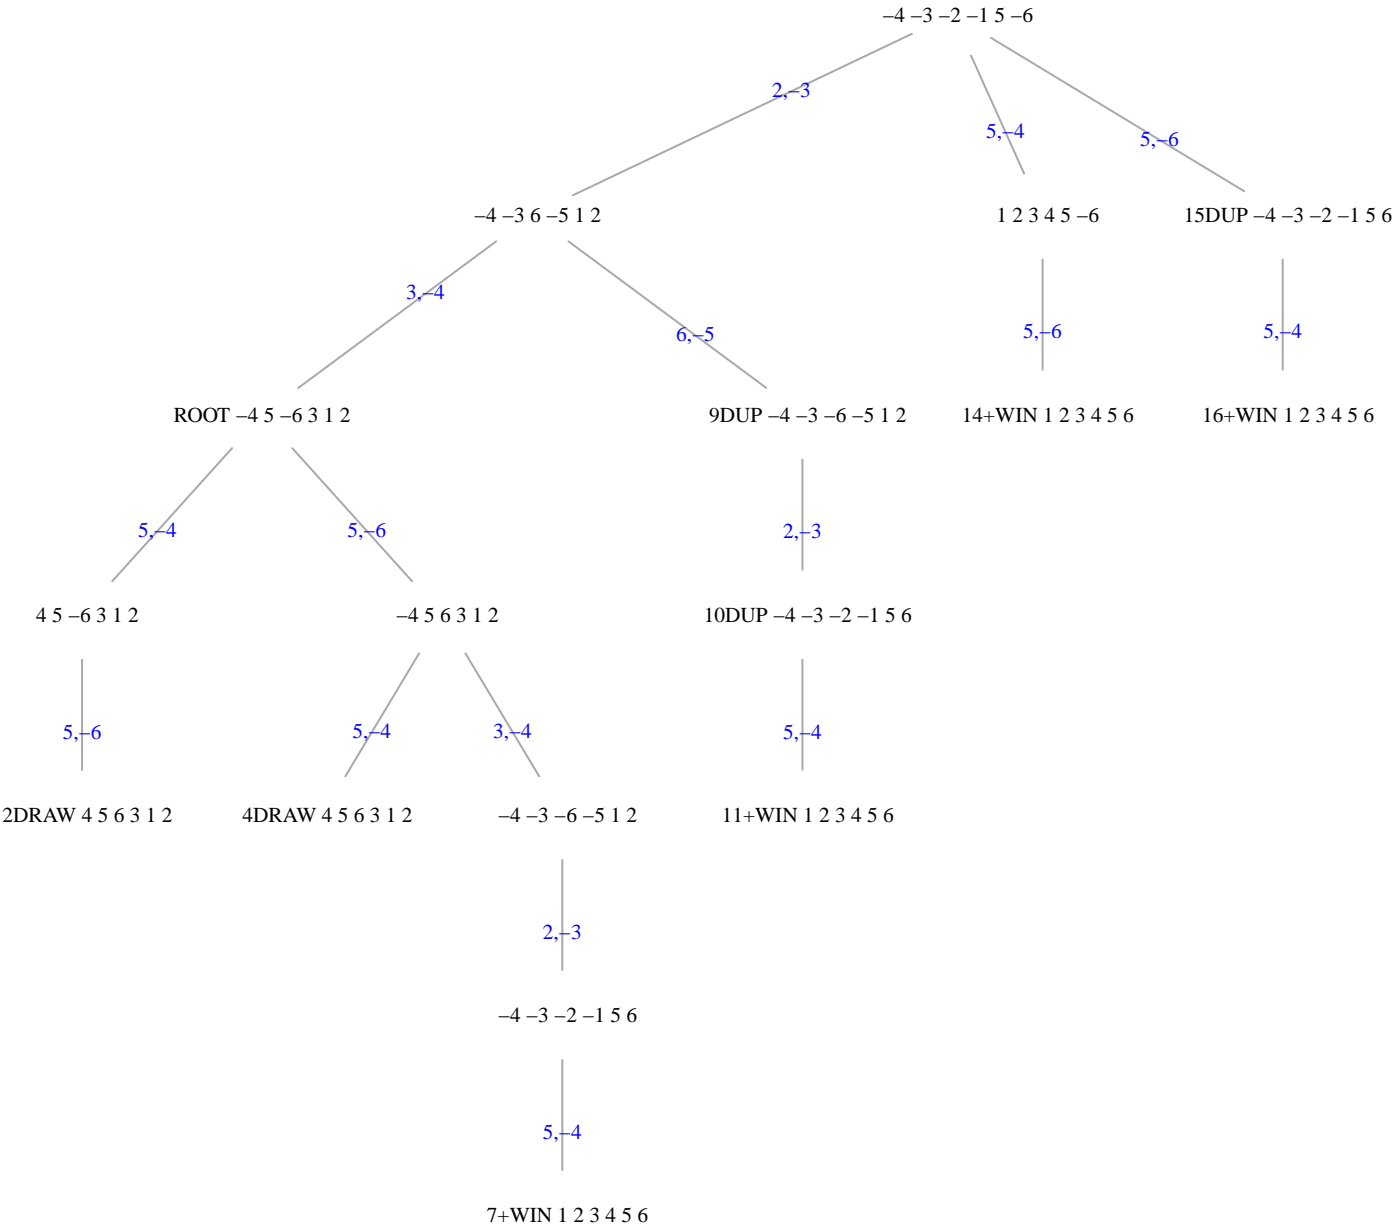 –4 –3 –2 –1 5 –6
2,–3
5,–4
5,–6
–4 –3 6 –5 1 2
1 2 3 4 5 –6
15DUP –4 –3 –2 –1 5 6
3,–4
6,–5
5,–6
5,–4
ROOT –4 5 –6 3 1 2
9DUP –4 –3 –6 –5 1 2
14+WIN 1 2 3 4 5 6
16+WIN 1 2 3 4 5 6
5,–4
5,–6
2,–3
4 5 –6 3 1 2
–4 5 6 3 1 2
10DUP –4 –3 –2 –1 5 6
5,–6
5,–4
3,–4
5,–4
2DRAW 4 5 6 3 1 2
4DRAW 4 5 6 3 1 2
–4 –3 –6 –5 1 2
11+WIN 1 2 3 4 5 6
2,–3
–4 –3 –2 –1 5 6
5,–4
7+WIN 1 2 3 4 5 6